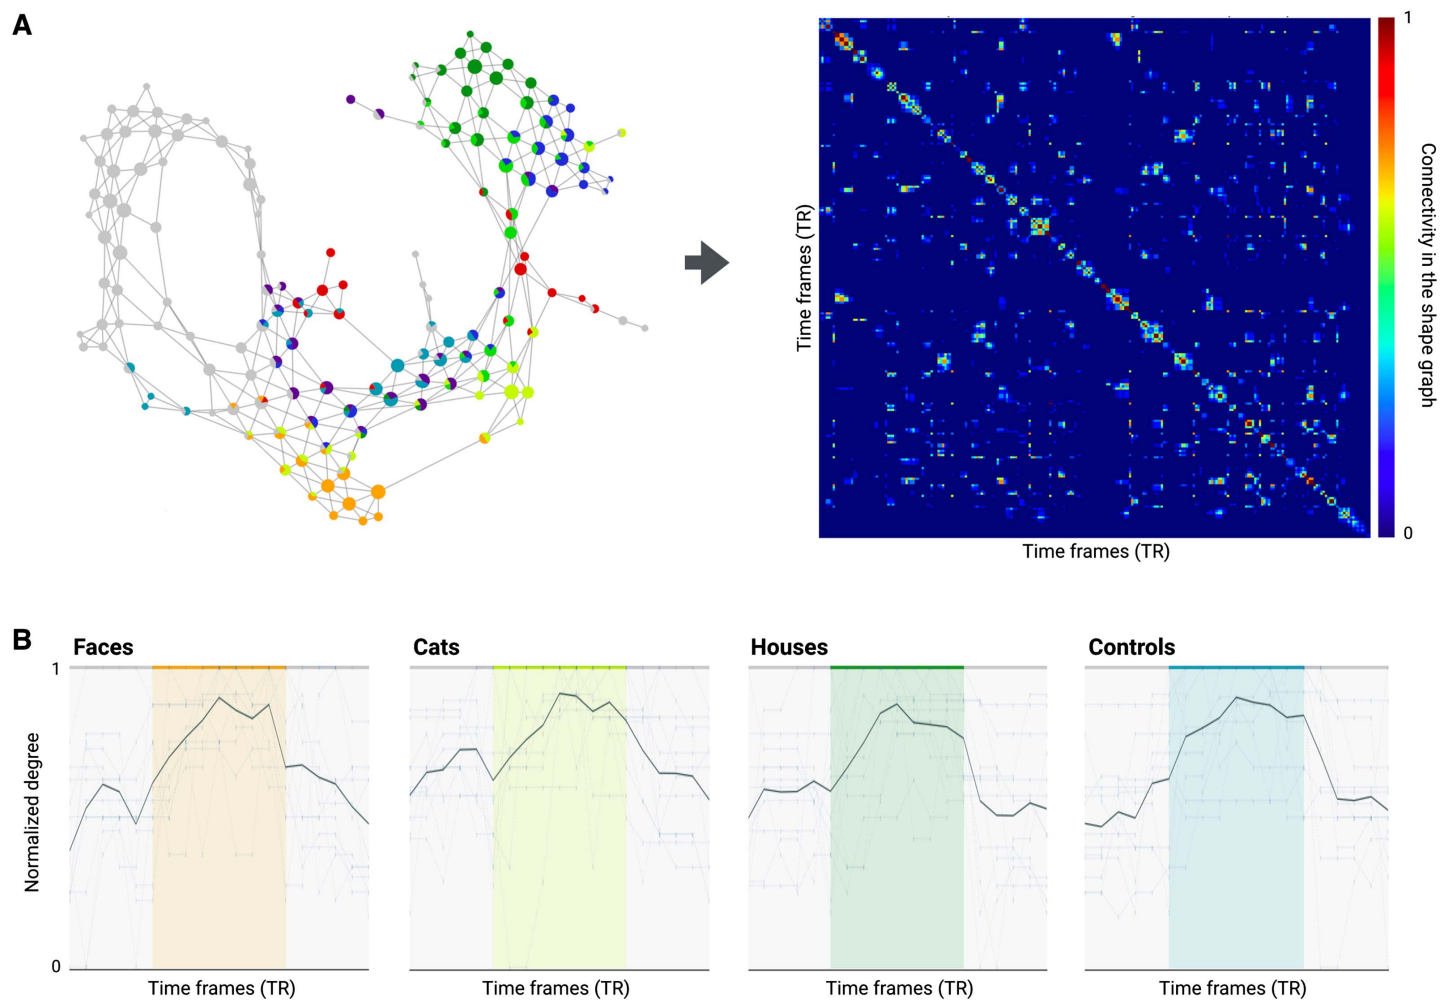 A
Time frames (TR)
Time frames (TR)
1
0
Connectivity in the shape graph
B
Faces
Cats
Houses
Controls
1
Normalized degree
0
Time frames (TR)
Time frames (TR)
Time frames (TR)
Time frames (TR)